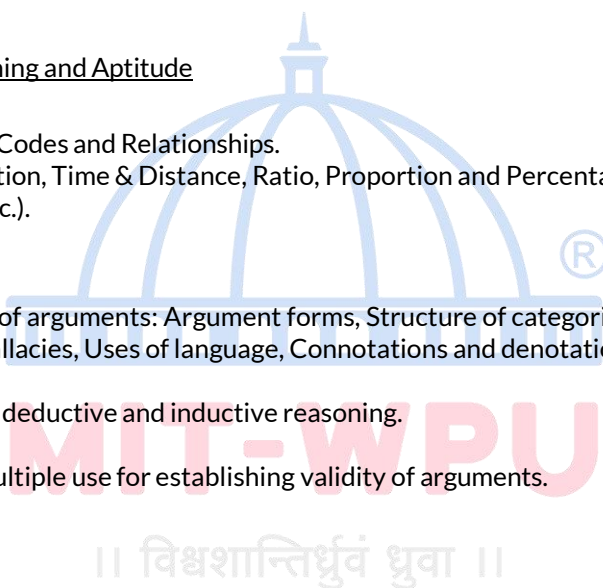 ning and Aptitude
Codes and Relationships.
tion, Time & Distance, Ratio, Proportion and Percenta
c.).
®
of arguments: Argument forms, Structure of categori
allacies, Uses of language, Connotations and denotatio
deductive and inductive reasoning.
MIT-WPU
ultiple use for establishing validity of arguments.
॥ विश्वशान्तिर्ध्रुवं ध्रुवा ॥